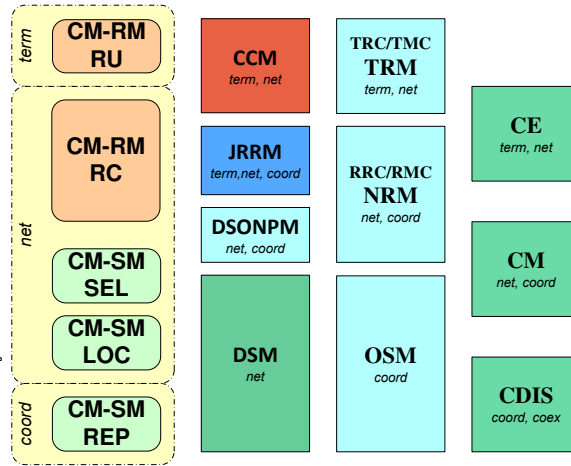 term
CM-RM
RU
net
CM-RM
RC
CM-SM
SEL
CM-SM
LOC
coord
CM-SM
REP
CCM
term, net
JRRM
term,net, coord
DSONPM
net, coord
DSM
net
TRC/TMC
TRM
term, net
RRC/RMC
NRM
net, coord
OSM
coord
CE
term, net
CM
net, coord
CDIS
coord, coex